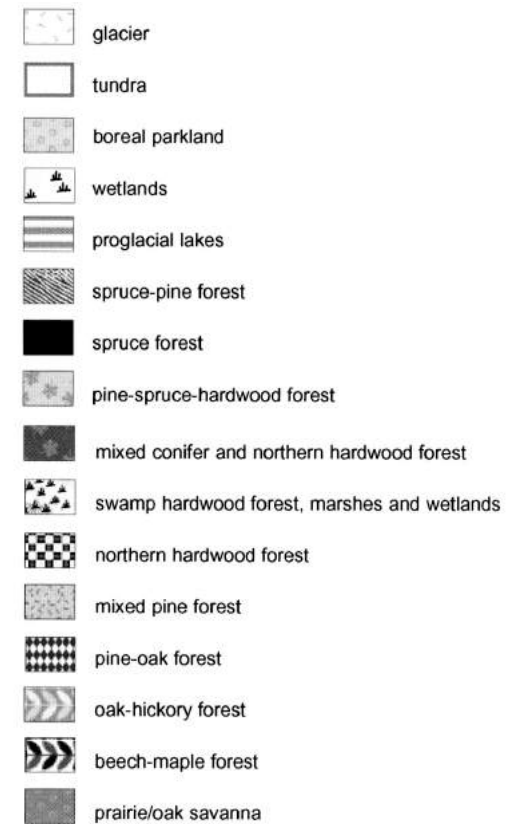 glacier
tundra
boreal parkland
wetlands
proglacial lakes
spruce-pine forest
spruce forest
pine-spruce-hardwood forest
mixed conifer and northern hardwood forest
swamp hardwood forest, marshes and wetlands
northern hardwood forest
mixed pine forest
pine-oak forest
oak-hickory forest
beech-maple forest
prairie/oak savanna